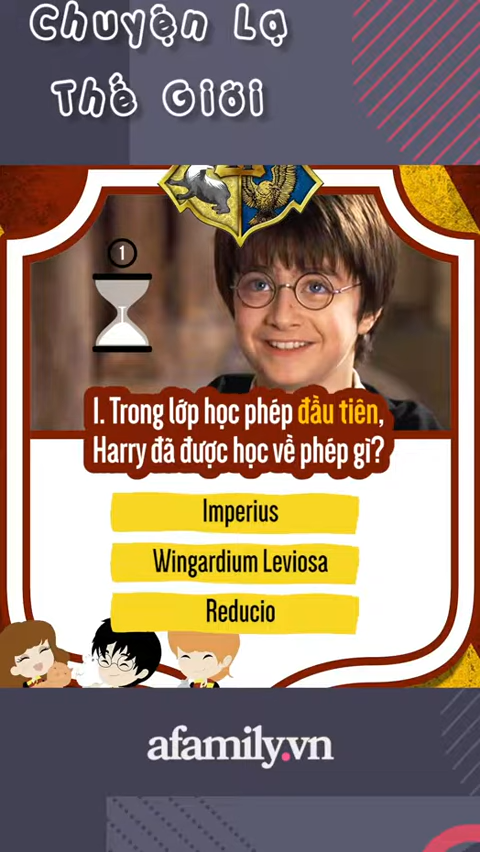 Chuyện Lạ
Thế Giới
1
1. Trong lớp học phép đầu tiên,
Harry đã được học về phép gì?
Imperius
Wingardium Leviosa
Reducio
afamily.vn